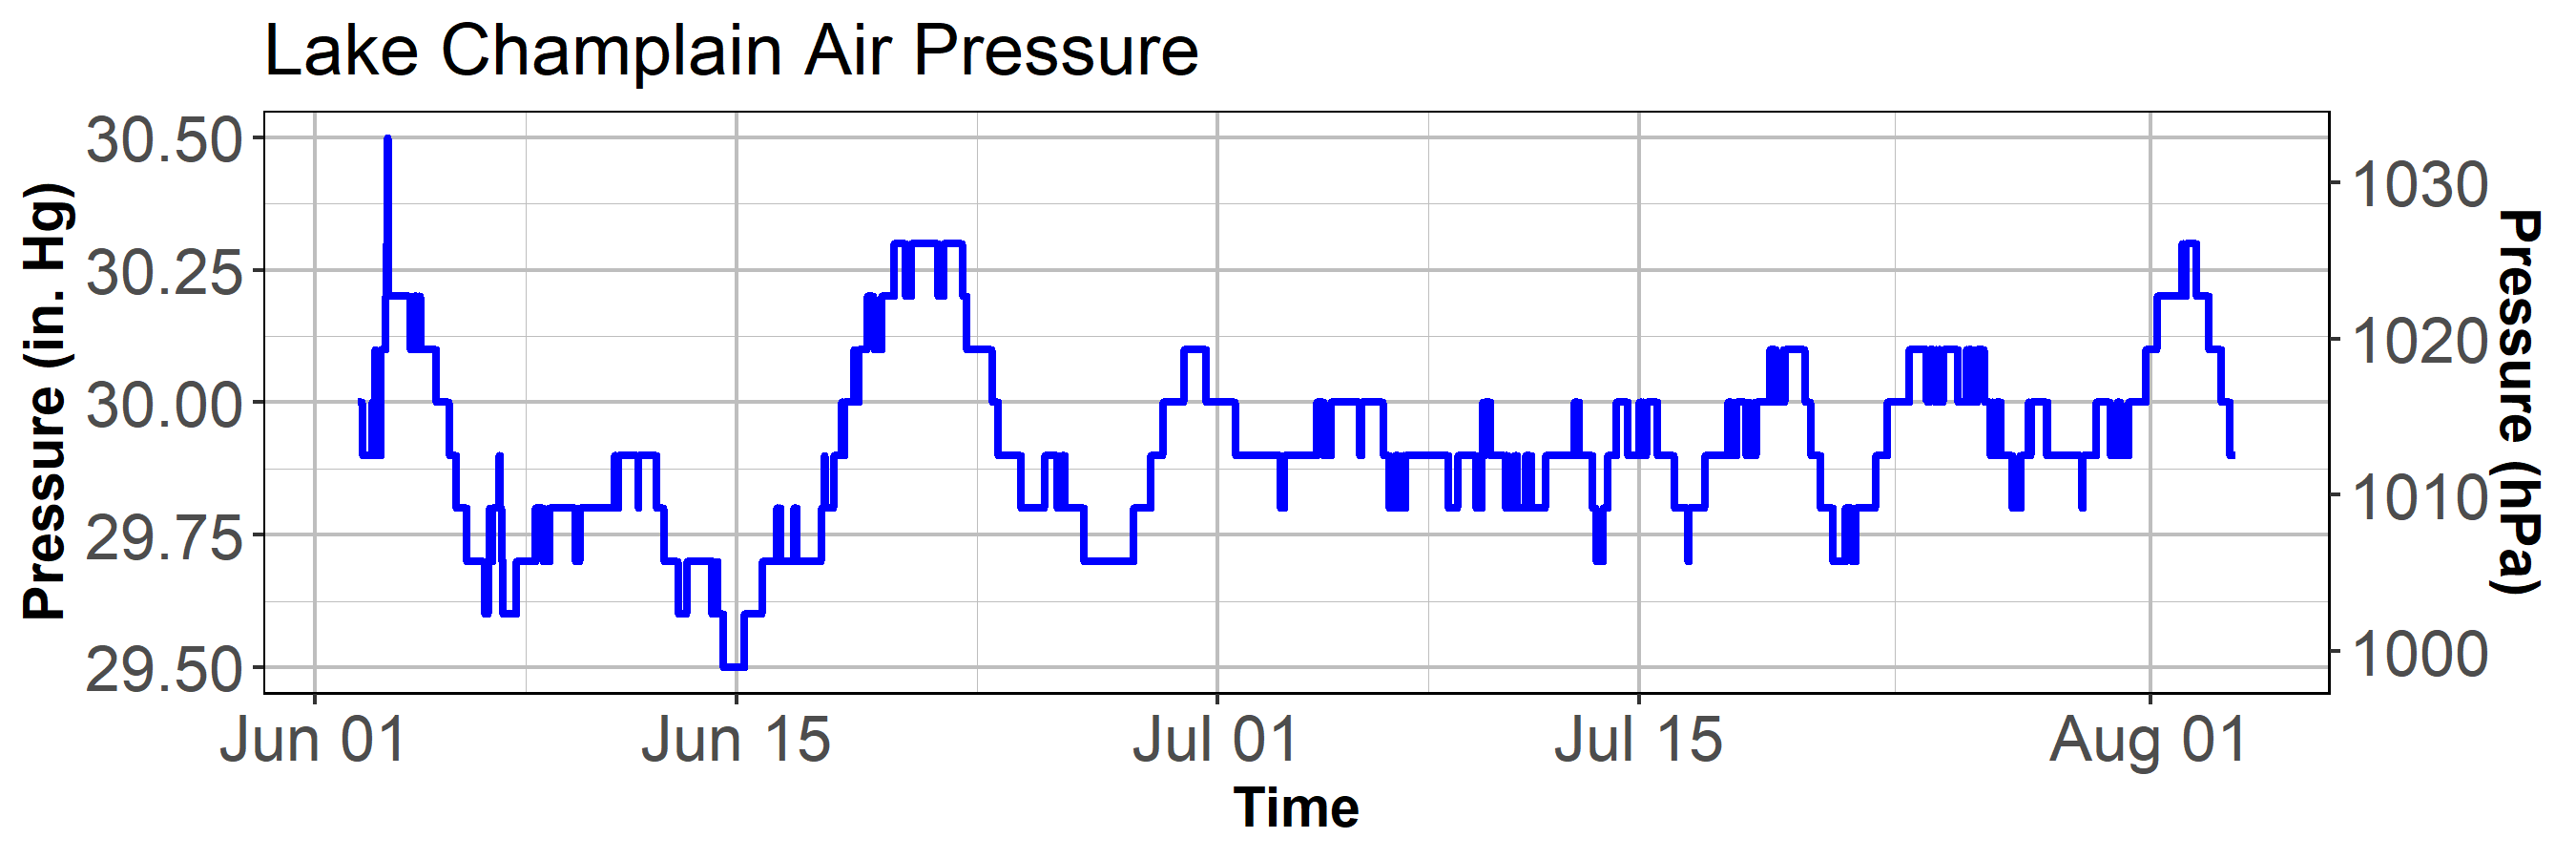 Lake Champlain Air Pressure
Pressure (in. Hg)
30.50
30.25
30.00
29.75
29.50
1030
1020
1010
1000
Pressure (hPa)
Jun 01
Jun 15
Jul 01
Jul 15
Aug 01
Time